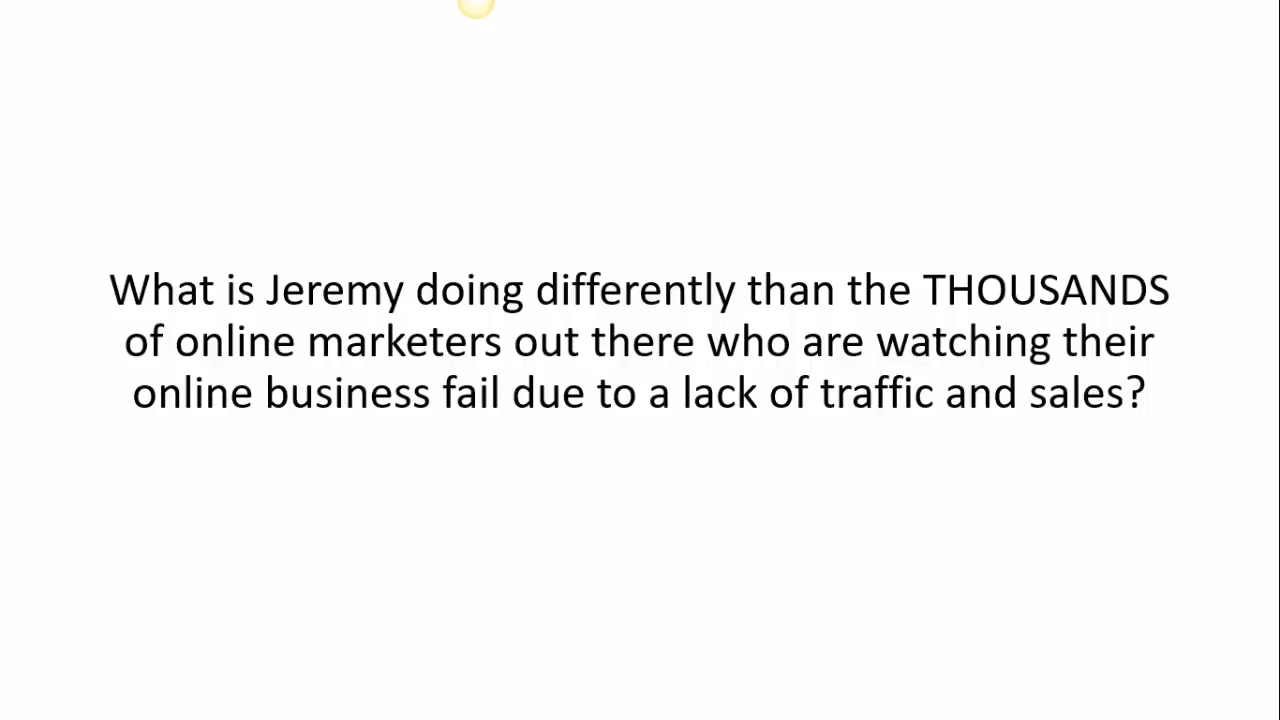 What is Jeremy doing differently than the THOUSANDS
of online marketers out there who are watching their
online business fail due to a lack of traffic and sales?